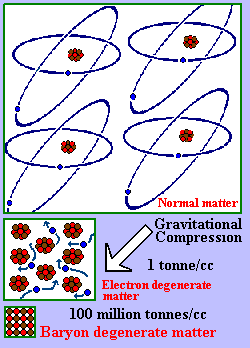 Normal matter
Gravitational
Compression
1 tonne/cc
Electron degenerate
matter
100 million tonnes/cc
Baryon degenerate matter